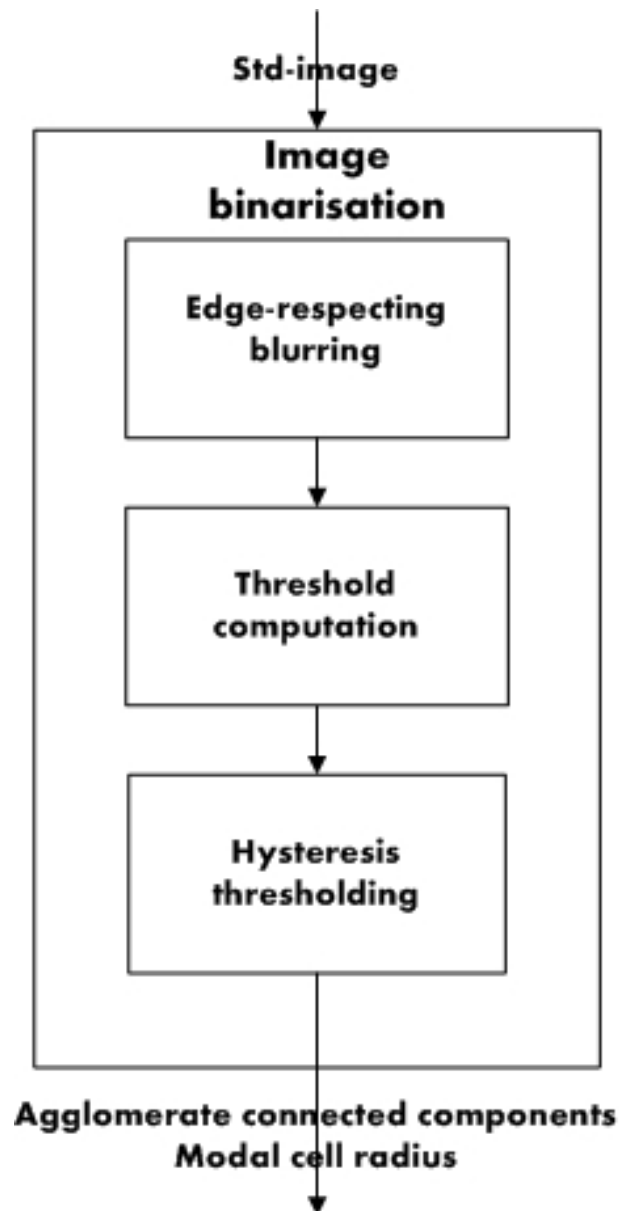 Std-image
Image
binarisation
Edge-respecting
blurring
Threshold
computation
Hysteresis
thresholding
Agglomerate connected components
Modal cell radius